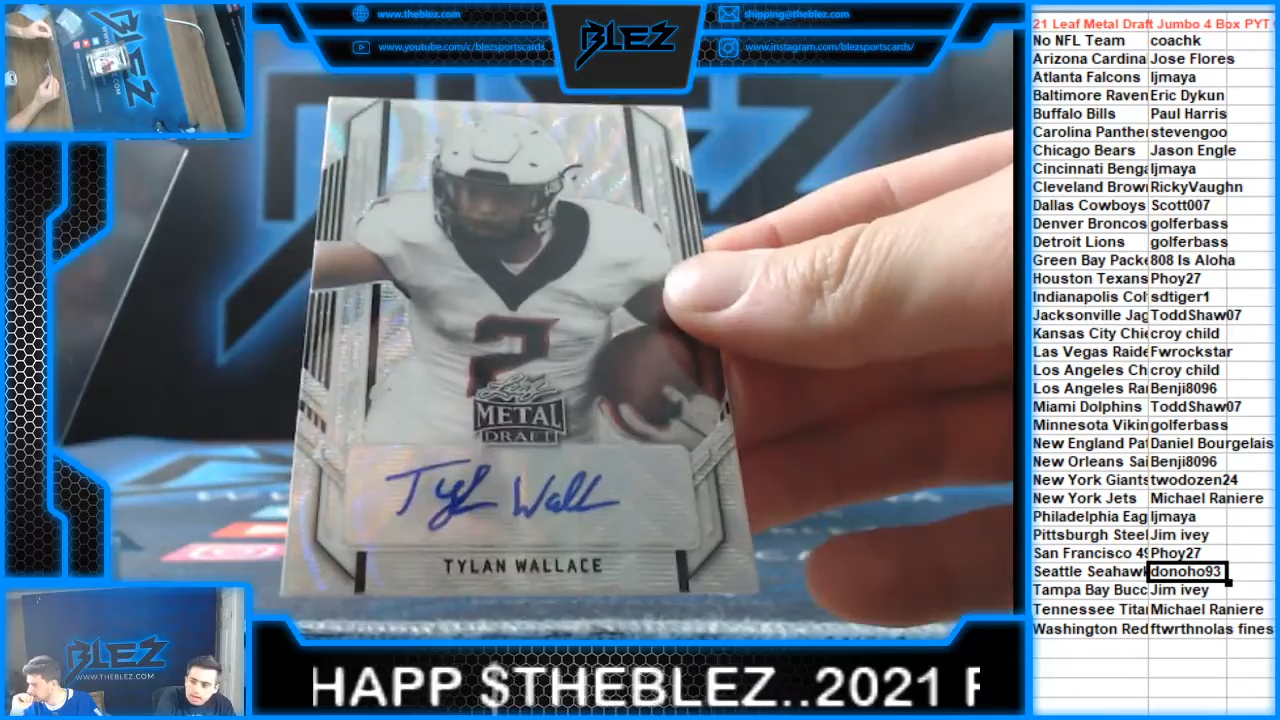 www.theblez.com
www.youtube.com/c/blezsportscards
BLEZ
shipping@theblez.com
www.instagram.com/blezsportscards/
2
Leaf
METAL
DRAFT
Tylan Wallace
TYLAN WALLACE
BLEZ
WWW.THEBLEZ.COM
HAPP $THEBLEZ..2021 F
21 Leaf Metal Draft Jumbo 4 Box PYT
No NFL Team coachk
Arizona Cardina Jose Flores
Atlanta Falcons ljmaya
Baltimore Raven Eric Dykun
Buffalo Bills Paul Harris
Carolina Panthe stevengoo
Chicago Bears Jason Engle
Cincinnati Benga ljmaya
Cleveland Brow RickyVaughn
Dallas Cowboys Scott007
Denver Broncos golferbass
Detroit Lions golferbass
Green Bay Packe 808 Is Aloha
Houston Texans Phoy27
Indianapolis Col sdtiger1
Jacksonville Jag ToddShaw07
Kansas City Chie croy child
Las Vegas Raide Fwrockstar
Los Angeles Ch croy child
Los Angeles Ra Benji8096
Miami Dolphins ToddShaw07
Minnesota Vikin golferbass
New England Pa Daniel Bourgelais
New Orleans Sai Benji8096
New York Giants twodozen24
New York Jets Michael Raniere
Philadelphia Eag ljmaya
Pittsburgh Steel Jim ivey
San Francisco 49 Phoy27
Seattle Seahawk donoho93
Tampa Bay Bucc Jim ivey
Tennessee Tita Michael Raniere
Washington Red ftwrthnolas fines